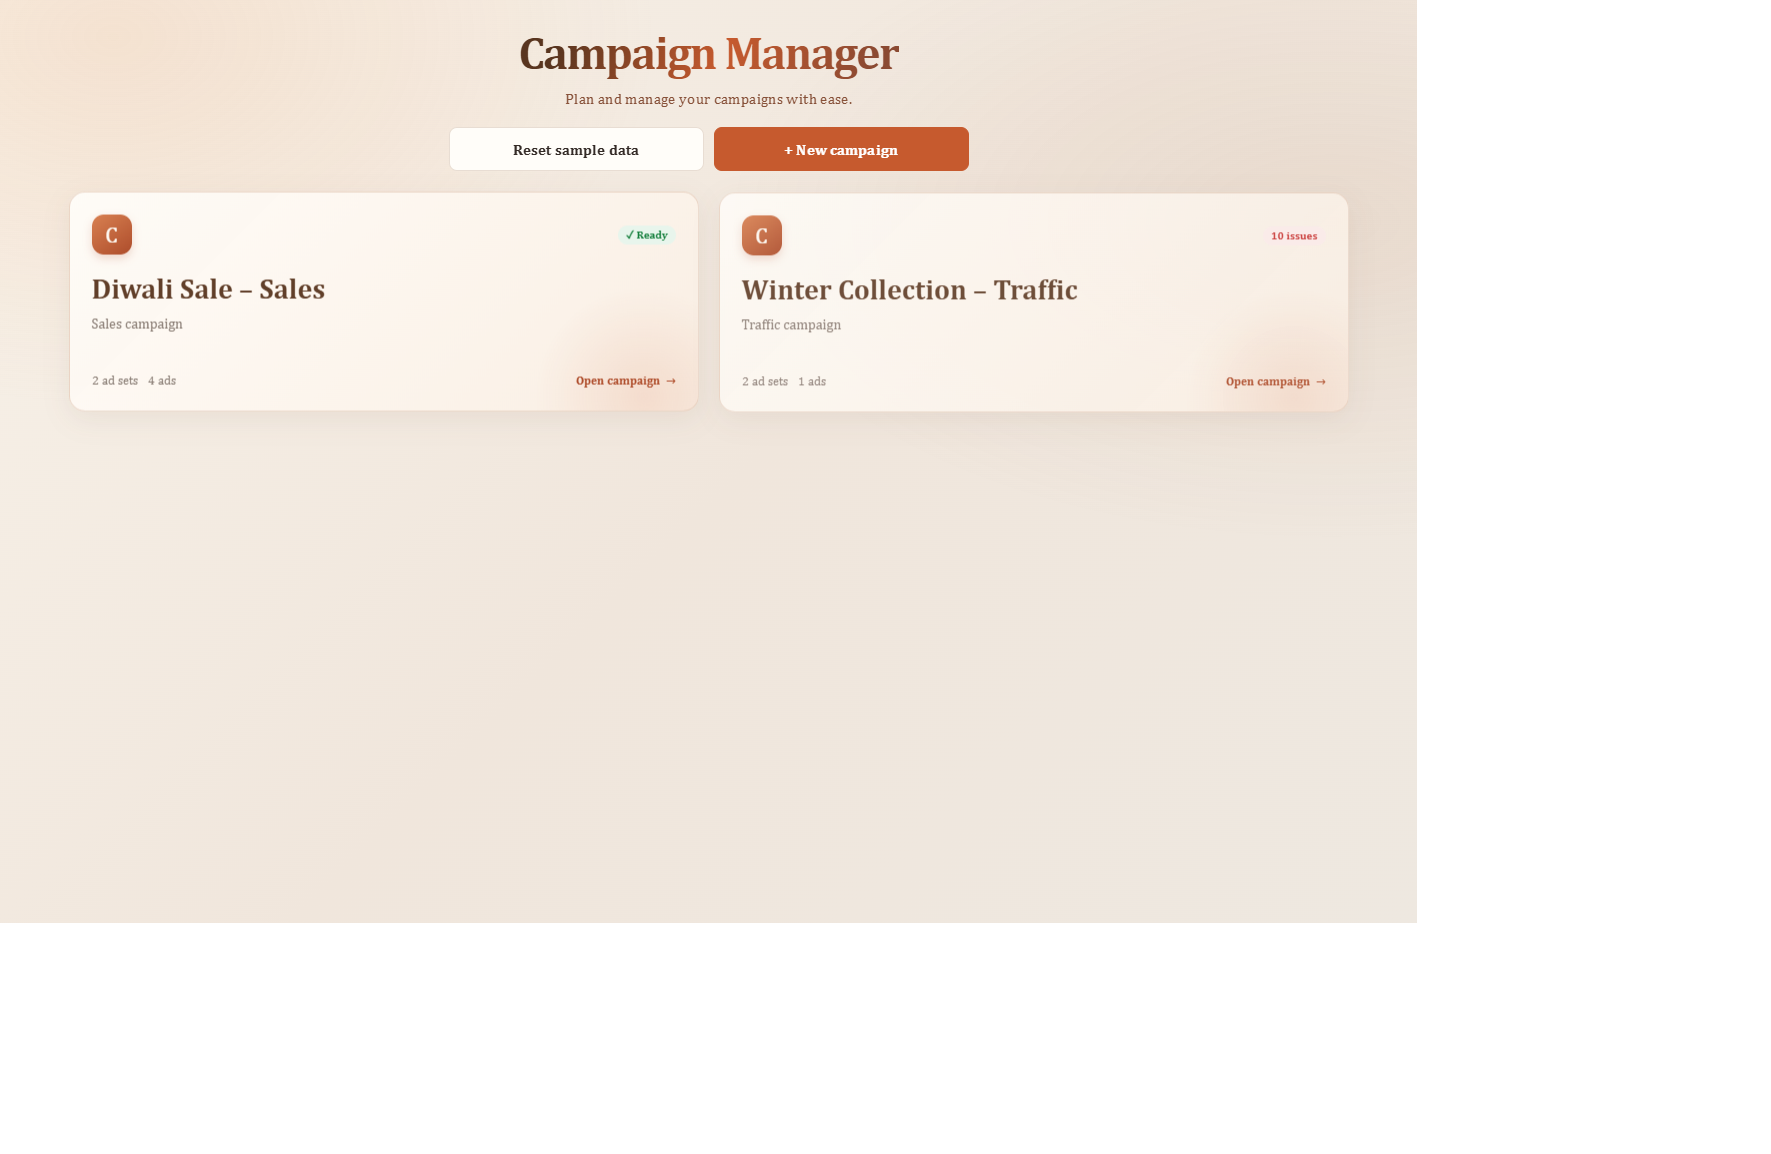 Campaign Manager
Plan and manage your campaigns with ease.
Reset sample data
+ New campaign
C
✓ Ready
Diwali Sale – Sales
Sales campaign
2 ad sets 4 ads
Open campaign →
C
10 issues
Winter Collection – Traffic
Traffic campaign
2 ad sets 1 ads
Open campaign →